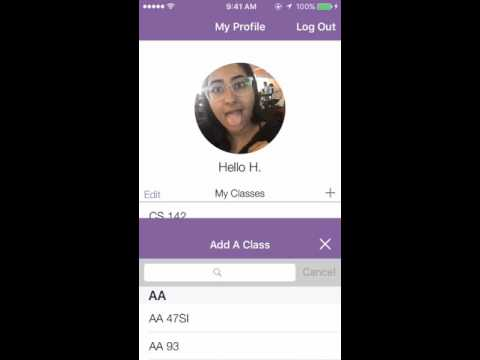 9:41 AM 100%
My Profile Log Out
Hello H.
Edit My Classes +
CS 142
Add A Class
Cancel
AA
AA 47SI
AA 93